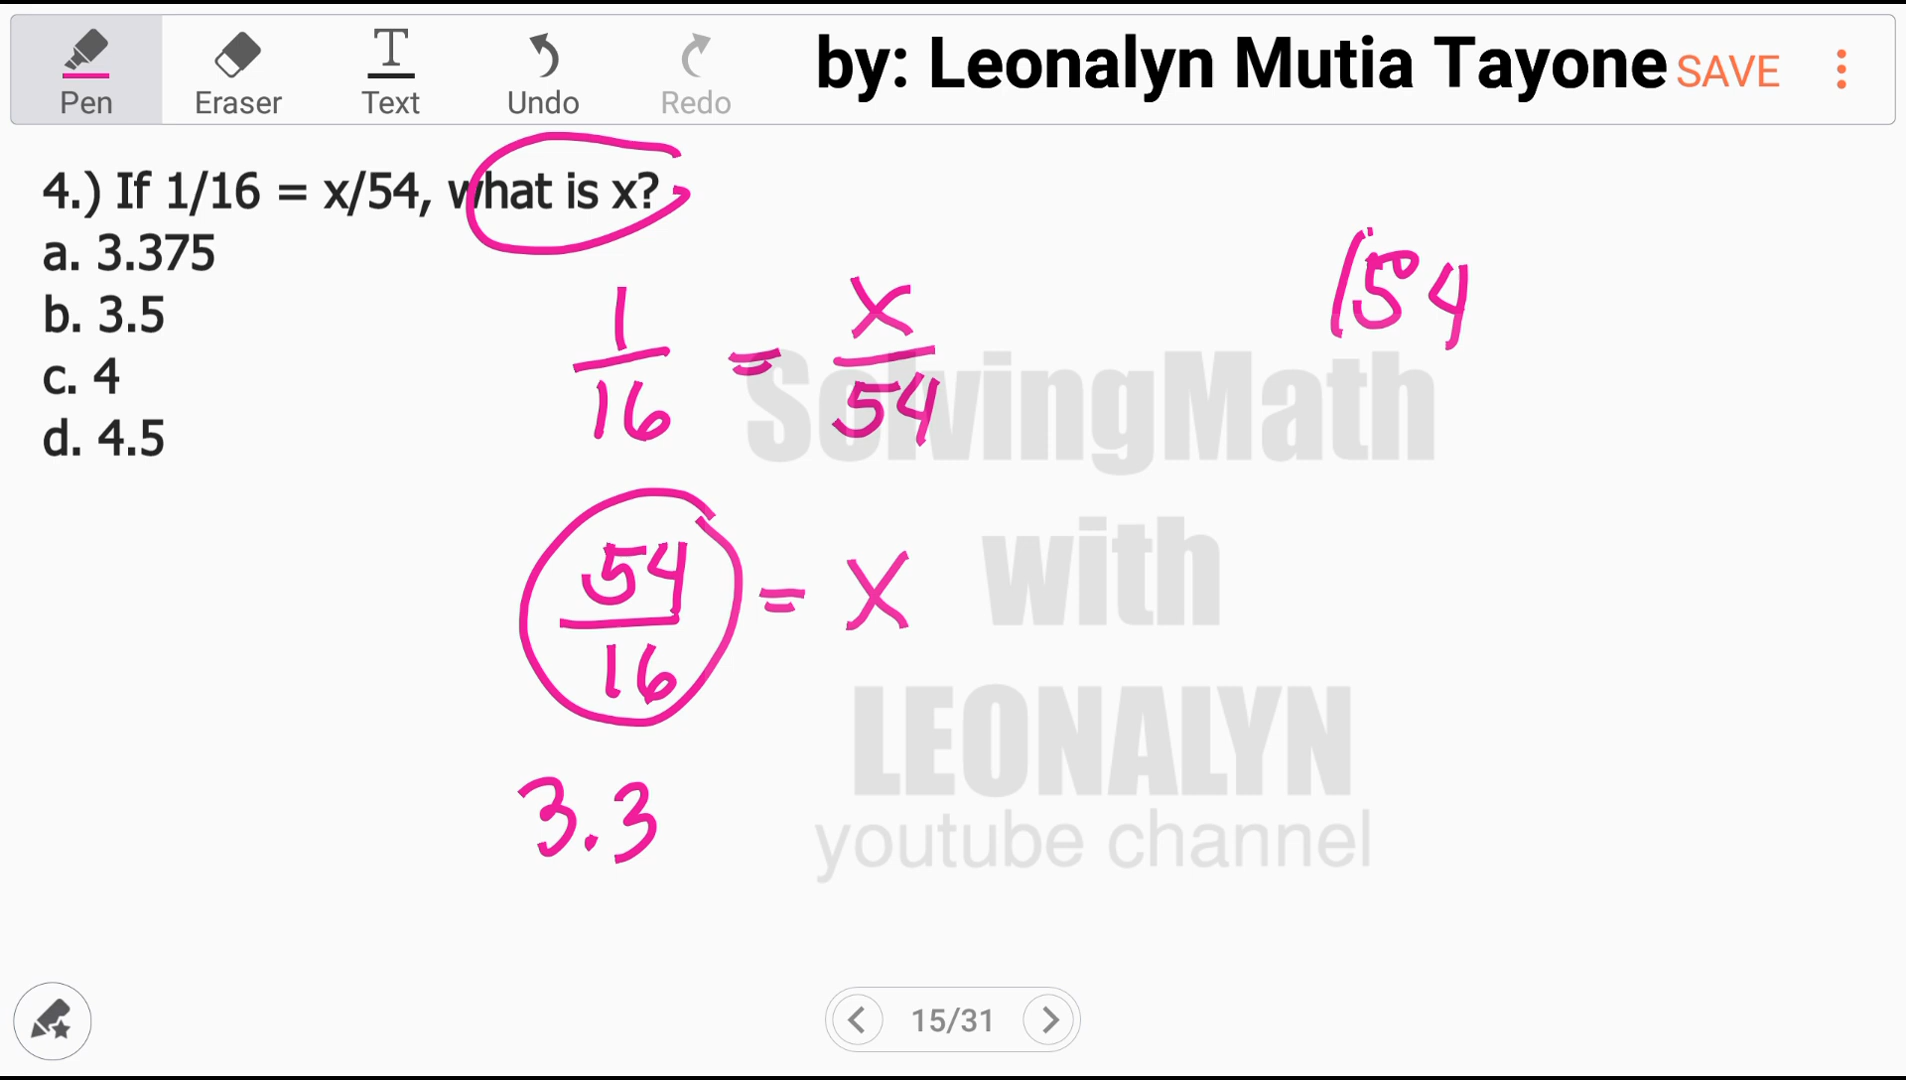 Pen Eraser Text Undo Redo by: Leonalyn Mutia Tayone SAVE
4.) If 1/16 = x/54, what is x?
a. 3.375
b. 3.5
c. 4
d. 4.5
1/16 = x/54
54
54/16 = x
3.3
SolvingMath
with
LEONALYN
youtube channel
15/31